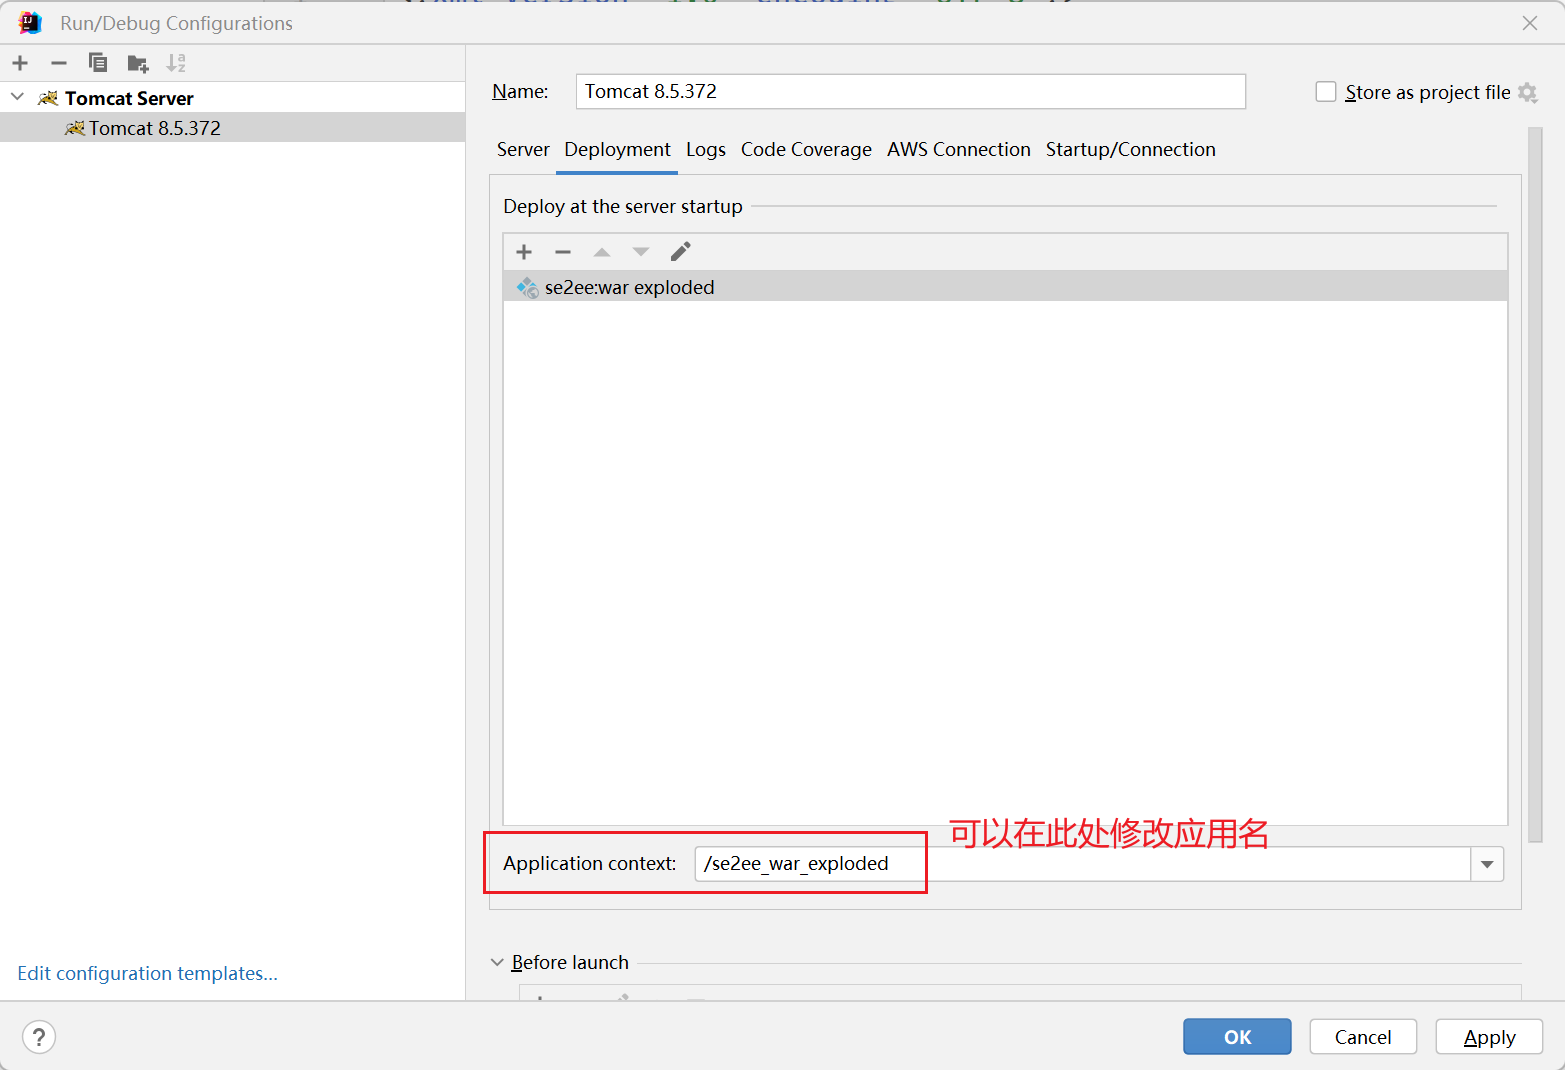 Run/Debug Configurations
Tomcat Server
Tomcat 8.5.372
Name: Tomcat 8.5.372 Store as project file
Server Deployment Logs Code Coverage AWS Connection Startup/Connection
Deploy at the server startup
se2ee:war exploded
可以在此处修改应用名
Application context: /se2ee_war_exploded
Before launch
Edit configuration templates...
? OK Cancel Apply